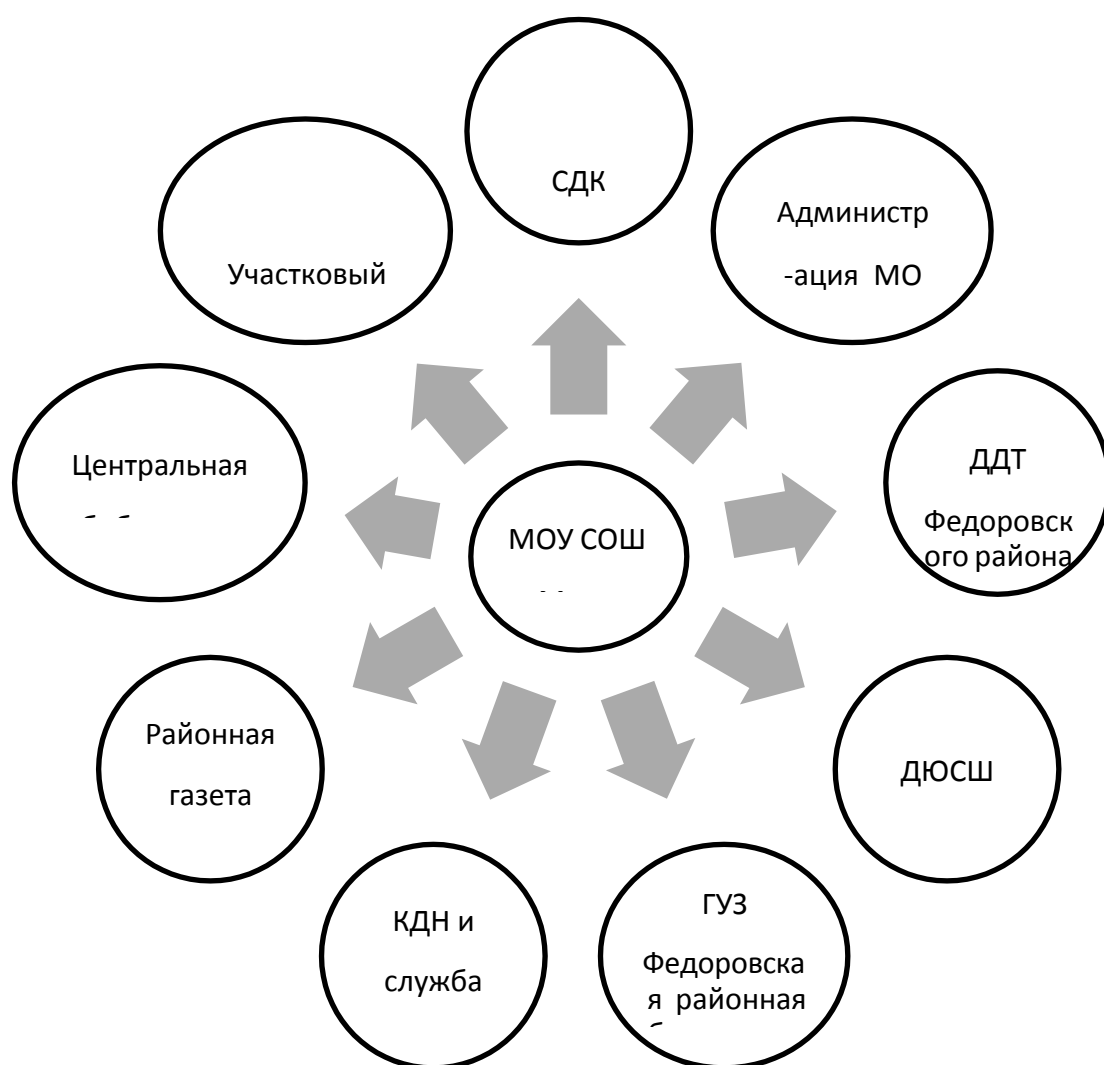 СДК
Администр
-ация МО
Участковый
ДДТ
Федоровск
ого района
Центральная
МОУ СОШ
Районная
газета
ДЮСШ
КДН и
служба
ГУЗ
Федоровска
я районная